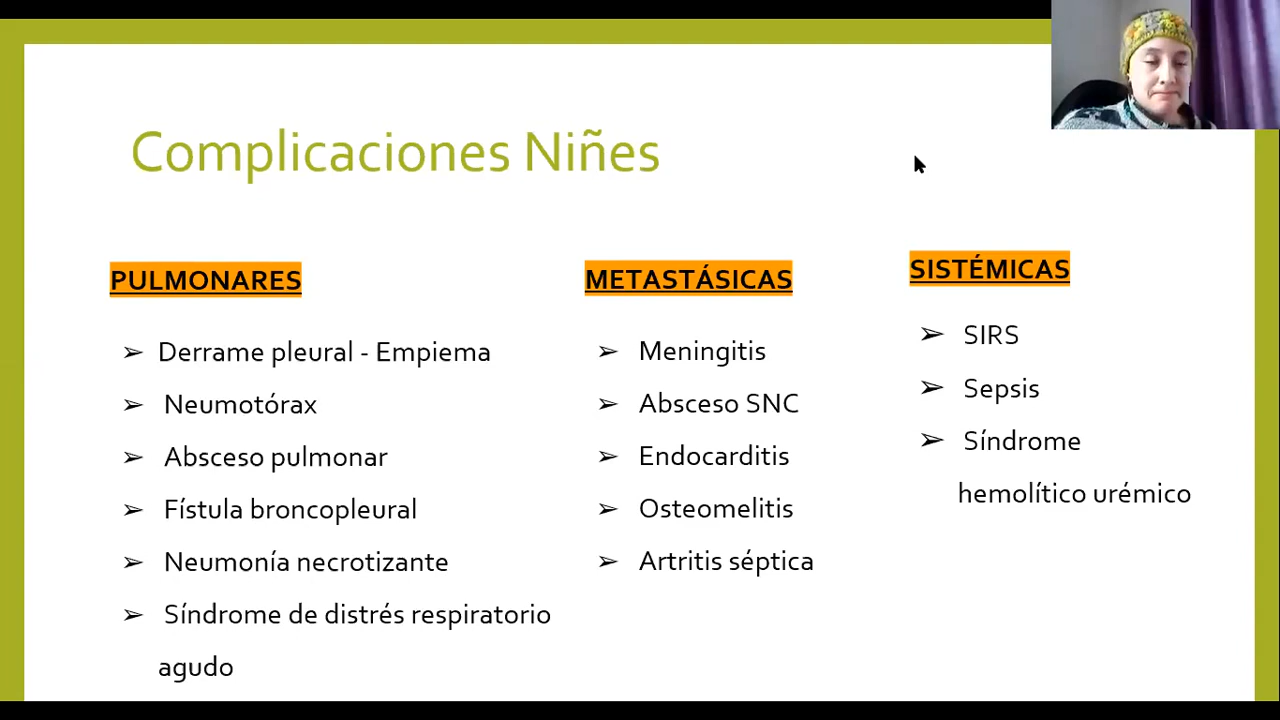 Complicaciones Niñes
PULMONARES
➢ Derrame pleural - Empiema
➢ Neumotórax
➢ Absceso pulmonar
➢ Fístula broncopleural
➢ Neumonía necrotizante
➢ Síndrome de distrés respiratorio
agudo
METASTÁSICAS
➢ Meningitis
➢ Absceso SNC
➢ Endocarditis
➢ Osteomelitis
➢ Artritis séptica
SISTÉMICAS
➢ SIRS
➢ Sepsis
➢ Síndrome
hemolítico urémico